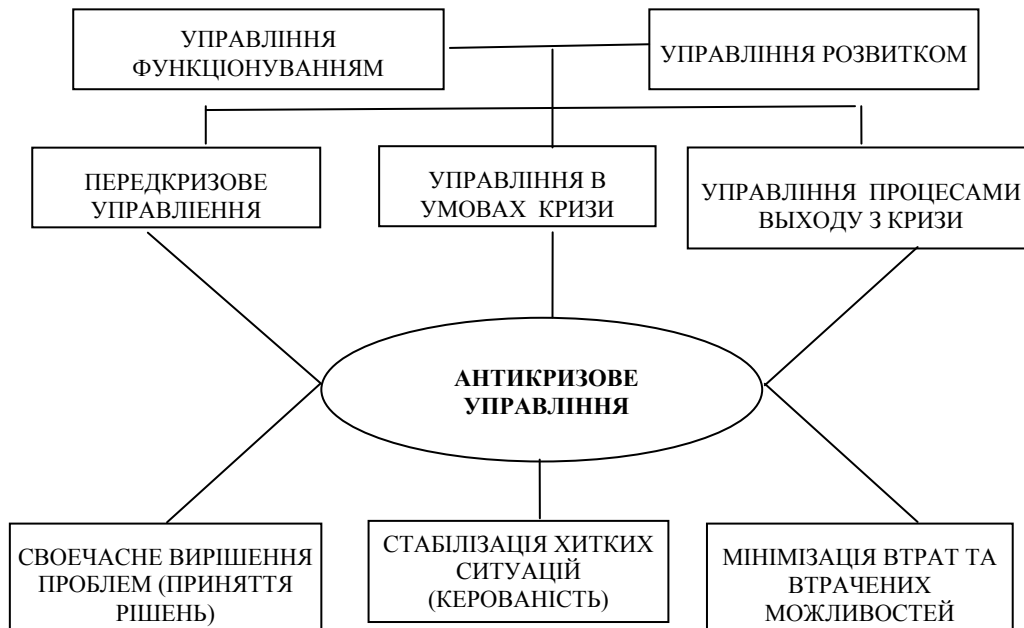 УПРАВЛІННЯ
ФУНКЦІОНУВАННЯМ
УПРАВЛІННЯ РОЗВИТКОМ
ПЕРЕДКРИЗОВЕ
УПРАВЛІЕННЯ
УПРАВЛІННЯ В
УМОВАХ КРИЗИ
УПРАВЛІННЯ ПРОЦЕСАМИ
ВЫХОДУ З КРИЗИ
АНТИКРИЗОВЕ
УПРАВЛІННЯ
СВОЕЧАСНЕ ВИРІШЕННЯ
ПРОБЛЕМ (ПРИНЯТТЯ
РІШЕНЬ)
СТАБІЛІЗАЦІЯ ХИТКИХ
СИТУАЦІЙ
(КЕРОВАНІСТЬ)
МІНІМІЗАЦІЯ ВТРАТ ТА
ВТРАЧЕНИХ
МОЖЛИВОСТЕЙ